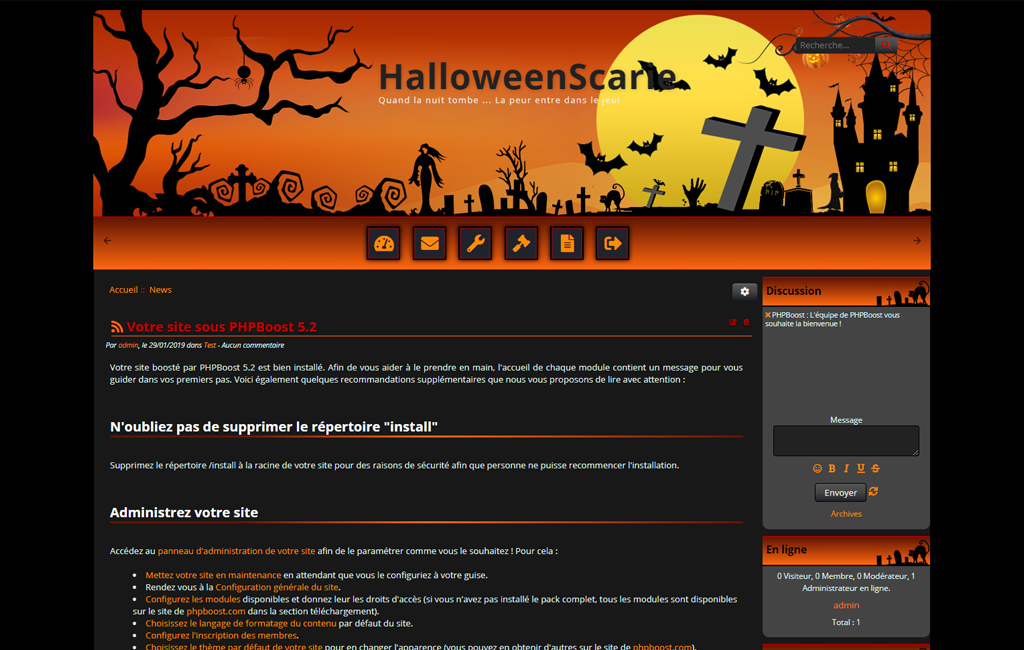 Recherche...
HalloweenScarie
Quand la nuit tombe ... La peur entre dans le jeu!
Accueil :: News
Votre site sous PHPBoost 5.2
Par admin, le 29/01/2019 dans Test - Aucun commentaire
Votre site boosté par PHPBoost 5.2 est bien installé. Afin de vous aider à le prendre en main, l'accueil de chaque module contient un message pour vous
guider dans vos premiers pas. Voici également quelques recommandations supplémentaires que nous vous proposons de lire avec attention :
N'oubliez pas de supprimer le répertoire "install"
Supprimez le répertoire /install à la racine de votre site pour des raisons de sécurité afin que personne ne puisse recommencer l'installation.
Administrez votre site
Accédez au panneau d'administration de votre site afin de le paramétrer comme vous le souhaitez ! Pour cela :
• Mettez votre site en maintenance en attendant que vous le configuriez à votre guise.
• Rendez vous à la Configuration générale du site.
• Configurez les modules disponibles et donnez leur les droits d'accès (si vous n'avez pas installé le pack complet, tous les modules sont disponibles
sur le site de phpboost.com dans la section téléchargement).
• Choisissez le langage de formatage du contenu par défaut du site.
• Configurez l'inscription des membres.
• Choisissez le thème par défaut de votre site pour en changer l'apparence (vous pouvez en obtenir d'autres sur le site de phpboost.com).
Discussion
PHPBoost : L'équipe de PHPBoost vous
souhaite la bienvenue !
Message
B I U S
Envoyer
Archives
En ligne
0 Visiteur, 0 Membre, 0 Modérateur, 1
Administrateur en ligne.
admin
Total : 1